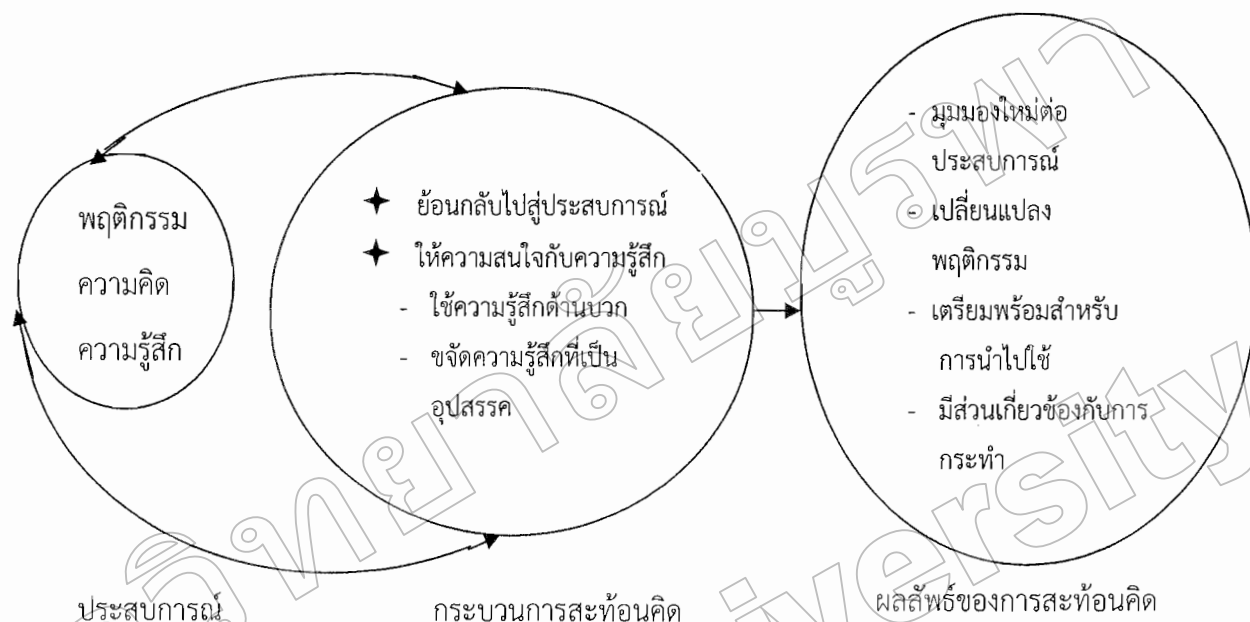 พฤติกรรม
ความคิด
ความรู้สึก
ย้อนกลับไปสู่ประสบการณ์
ให้ความสนใจกับความรู้สึก
- ใช้ความรู้สึกด้านบวก
- ขจัดความรู้สึกที่เป็น
อุปสรรค
- มุมมองใหม่ต่อ
ประสบการณ์
- เปลี่ยนแปลง
พฤติกรรม
- เตรียมพร้อมสำหรับ
การนำไปใช้
- มีส่วนเกี่ยวข้องกับการ
กระทำ
ประสบการณ์
กระบวนการสะท้อนคิด
ผลลัพธ์ของการสะท้อนคิด
วิทยาลัยบูรพา
iversity